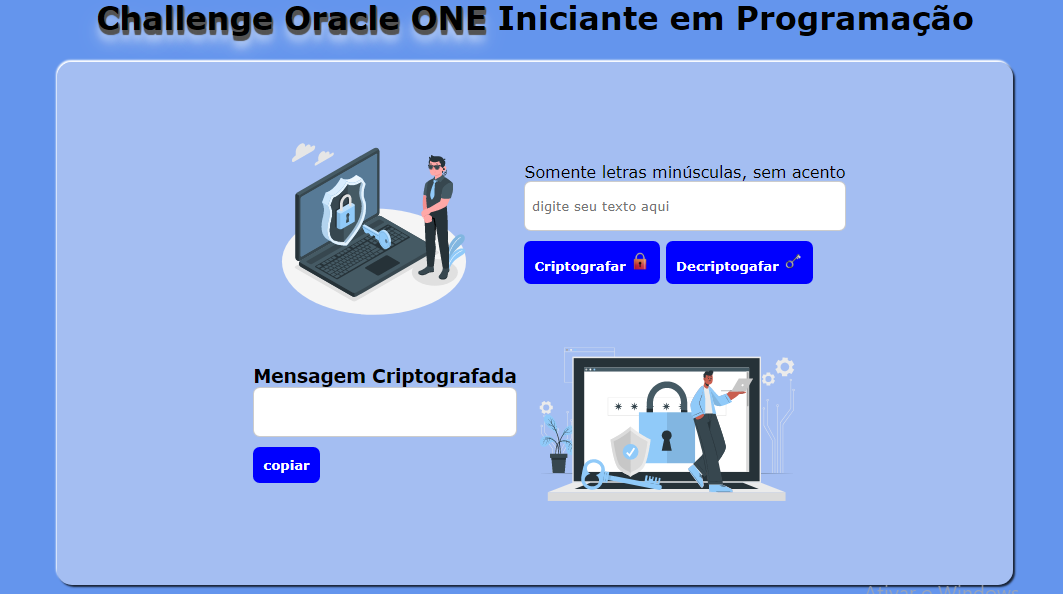 Challenge Oracle ONE Iniciante em Programação
Somente letras minúsculas, sem acento
digite seu texto aqui
Criptografar
Decriptogafar
Mensagem Criptografada
* * * *
copiar
Ativar o Windows